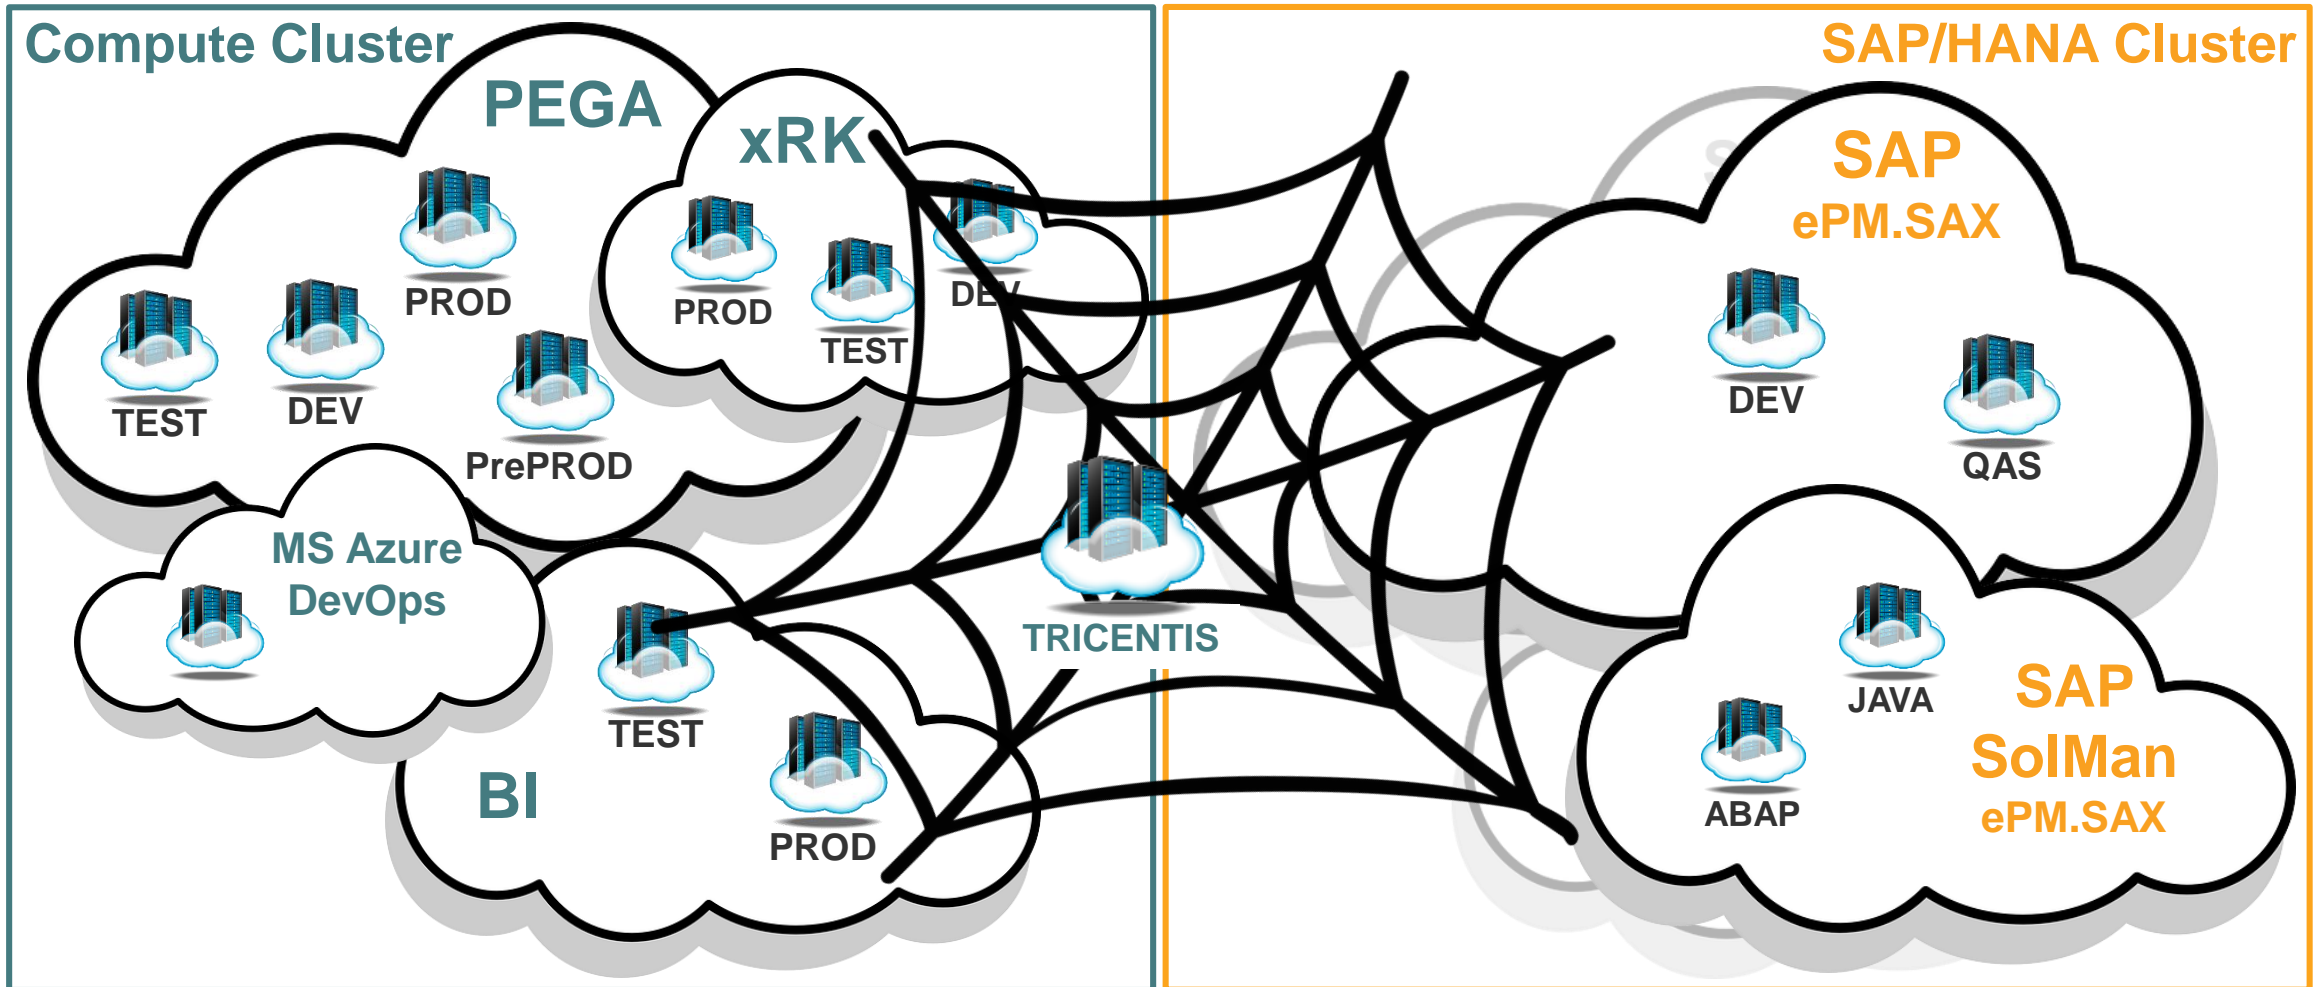 Compute Cluster
SAP/HANA Cluster
PEGA
PROD
TEST
DEV
PrePROD
xRK
PROD
TEST
DEV
MS Azure
DevOps
BI
TEST
PROD
TRICENTIS
SAP
ePM.SAX
DEV
QAS
JAVA
ABAP
SAP
SolMan
ePM.SAX